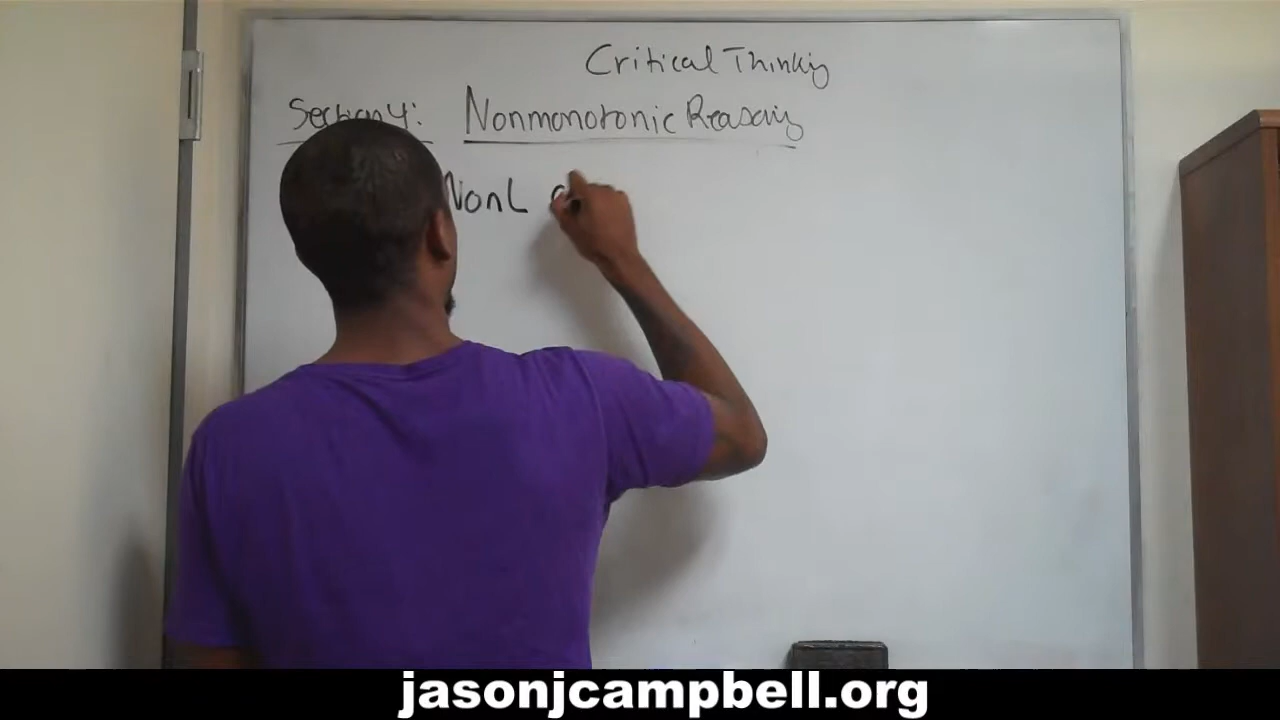 Critical Thinking
Section 4: Nonmonotonic Reasoning
NonL
jasonjcampbell.org